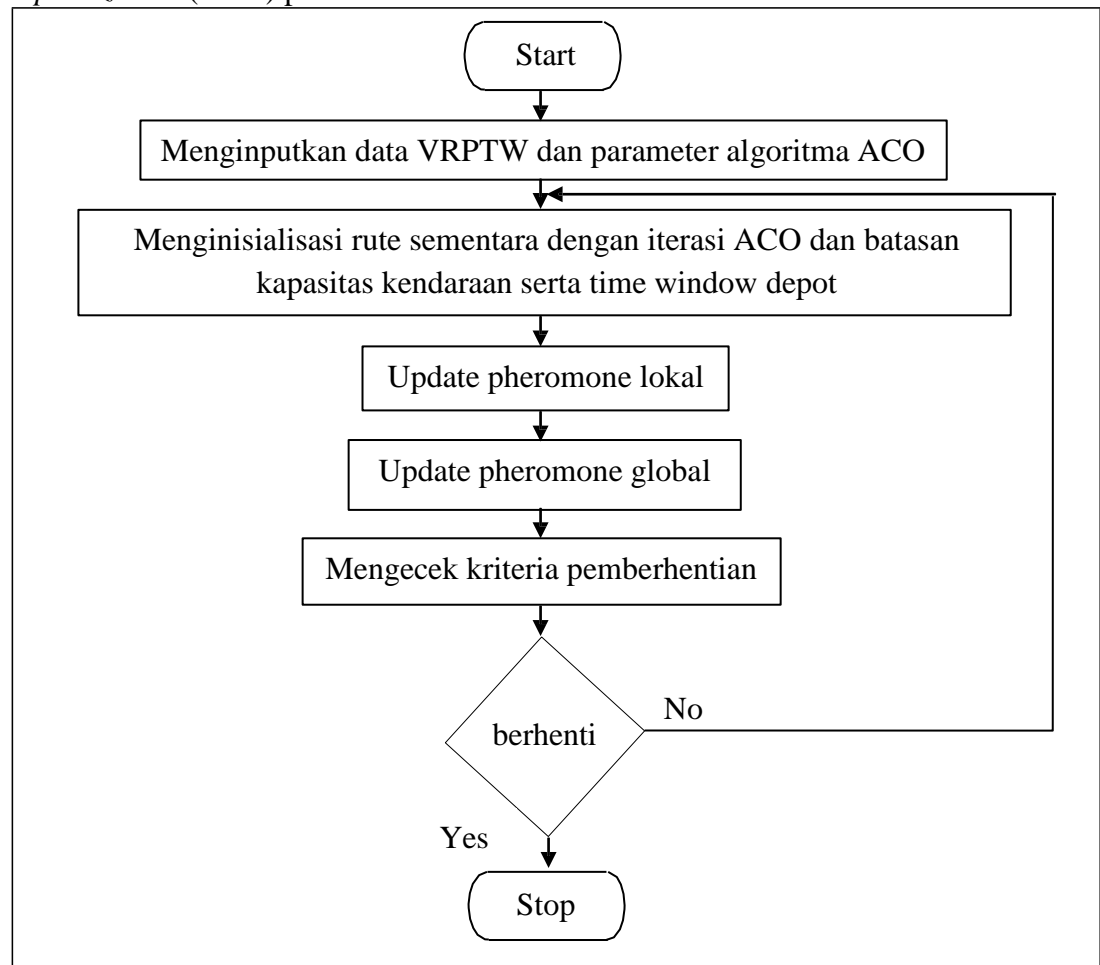 Start
Menginputkan data VRPTW dan parameter algoritma ACO
Menginisialisasi rute sementara dengan iterasi ACO dan batasan
kapasitas kendaraan serta time window depot
Update pheromone lokal
Update pheromone global
Mengecek kriteria pemberhentian
No
berhenti
Yes
Stop